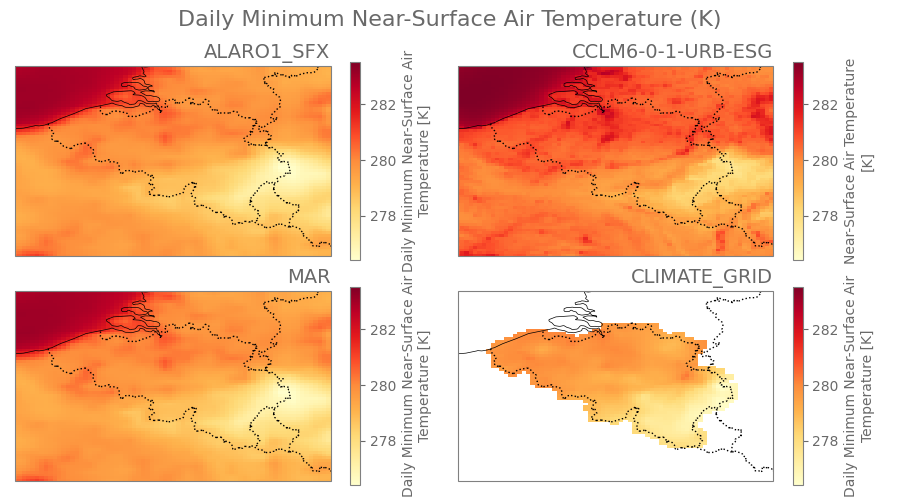 Daily Minimum Near-Surface Air Temperature (K)
ALARO1_SFX
282
280
278
Daily Minimum Near-Surface Air
Temperature [K]
CCLM6-0-1-URB-ESG
282
280
278
Near-Surface Air Temperature
[K]
MAR
282
280
278
Daily Minimum Near-Surface Air
Temperature [K]
CLIMATE_GRID
282
280
278
Daily Minimum Near-Surface Air
Temperature [K]